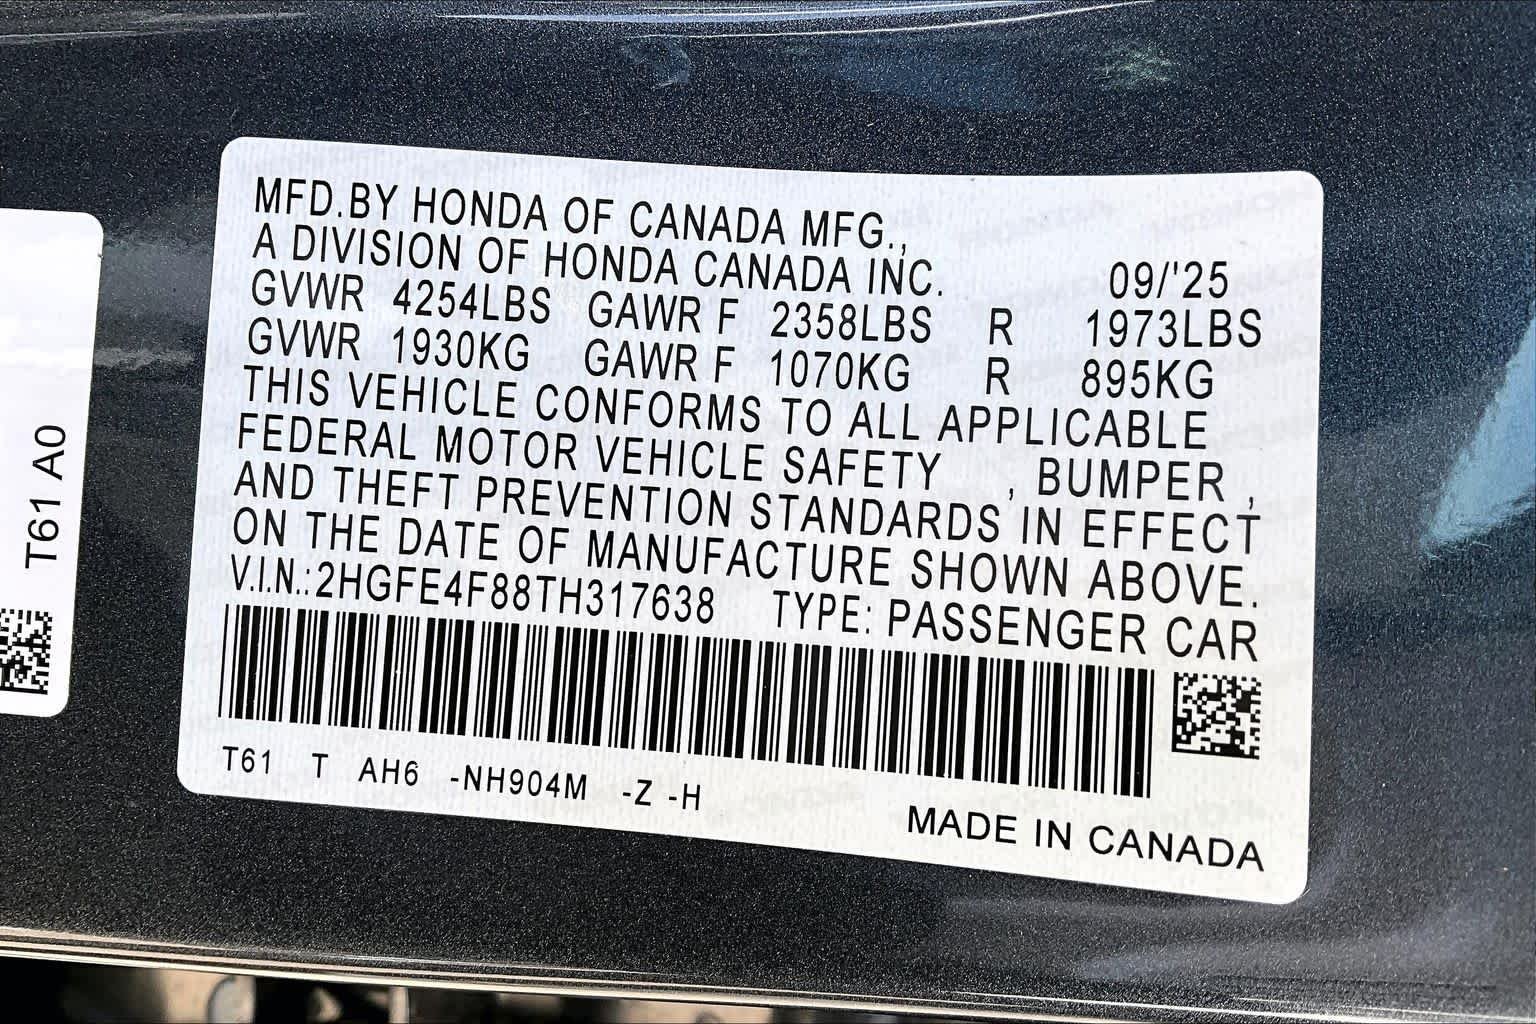 MFD.BY HONDA OF CANADA MFG.,
A DIVISION OF HONDA CANADA INC. 09/'25
GVWR 4254LBS GAWR F 2358LBS R 1973LBS
GVWR 1930KG GAWR F 1070KG R 895KG
THIS VEHICLE CONFORMS TO ALL APPLICABLE
FEDERAL MOTOR VEHICLE SAFETY , BUMPER ,
AND THEFT PREVENTION STANDARDS IN EFFECT
ON THE DATE OF MANUFACTURE SHOWN ABOVE.
V.I.N.:2HGFE4F88TH317638 TYPE: PASSENGER CAR
T61 T AH6 -NH904M -Z -H
MADE IN CANADA
T61 A0